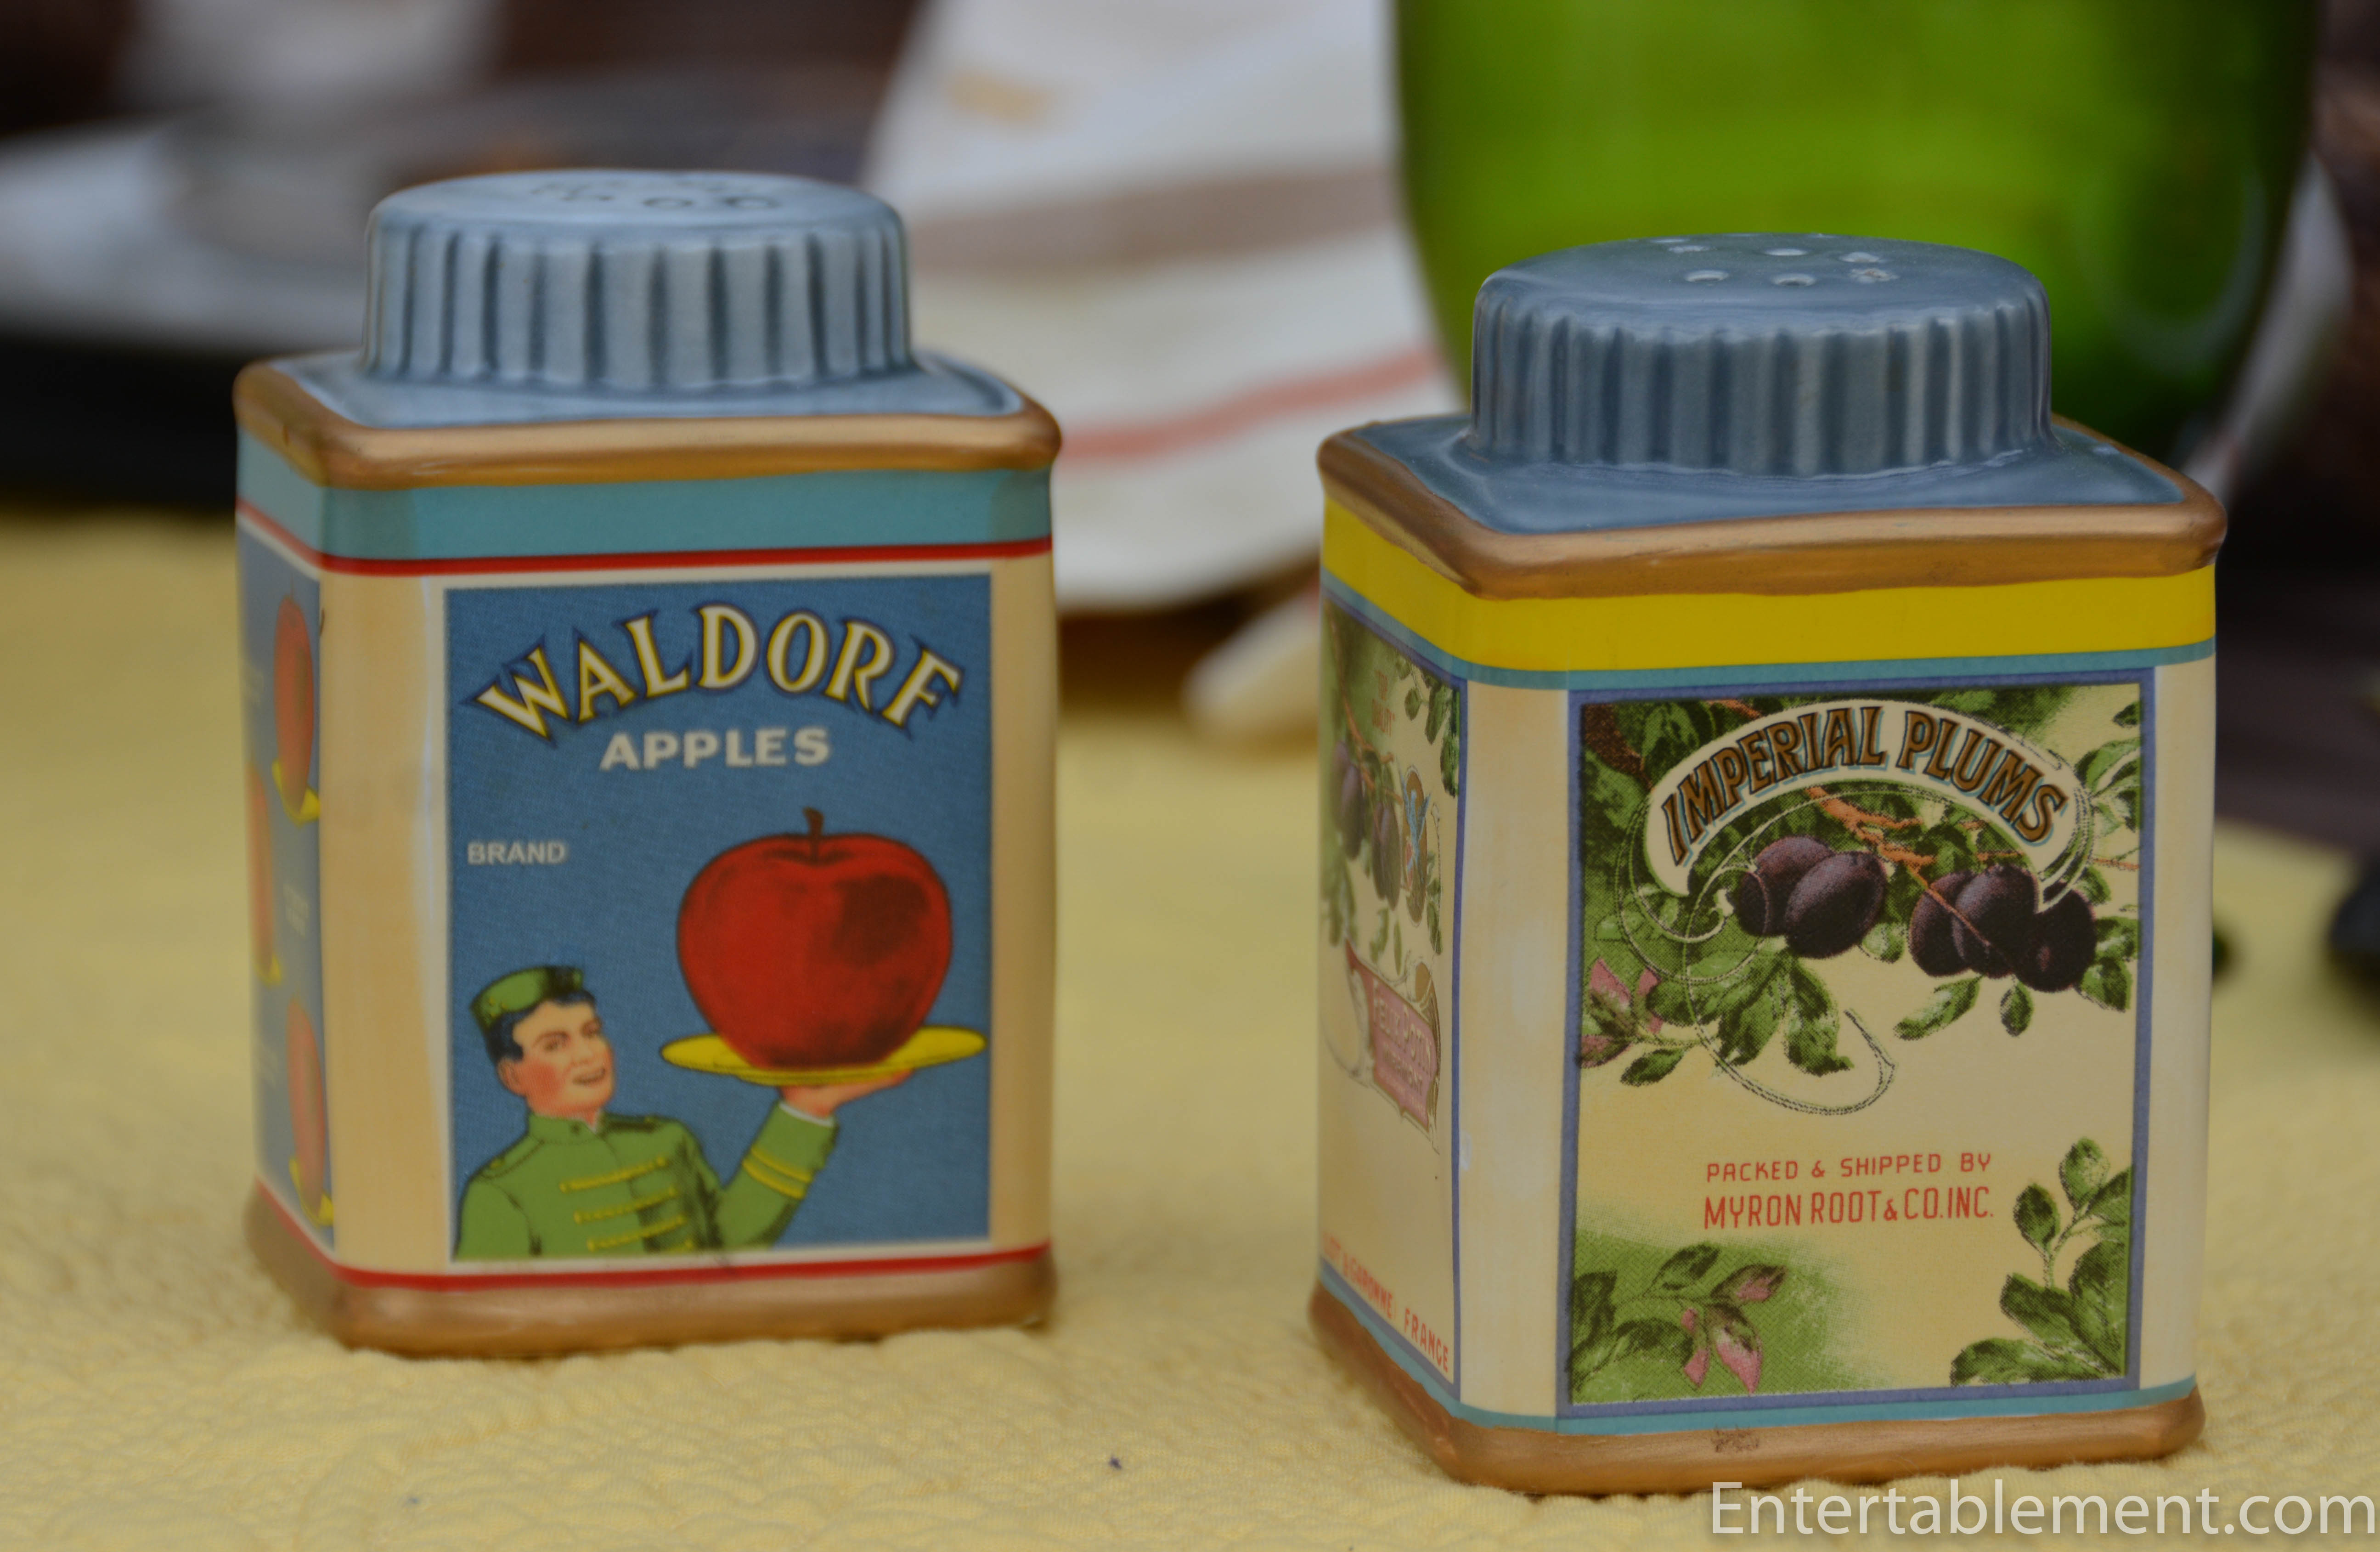 WALDORF
APPLES
BRAND
IMPERIAL PLUMS
PACKED & SHIPPED BY
MYRON ROOT & CO. INC.
FRANCE
Entertablement.com